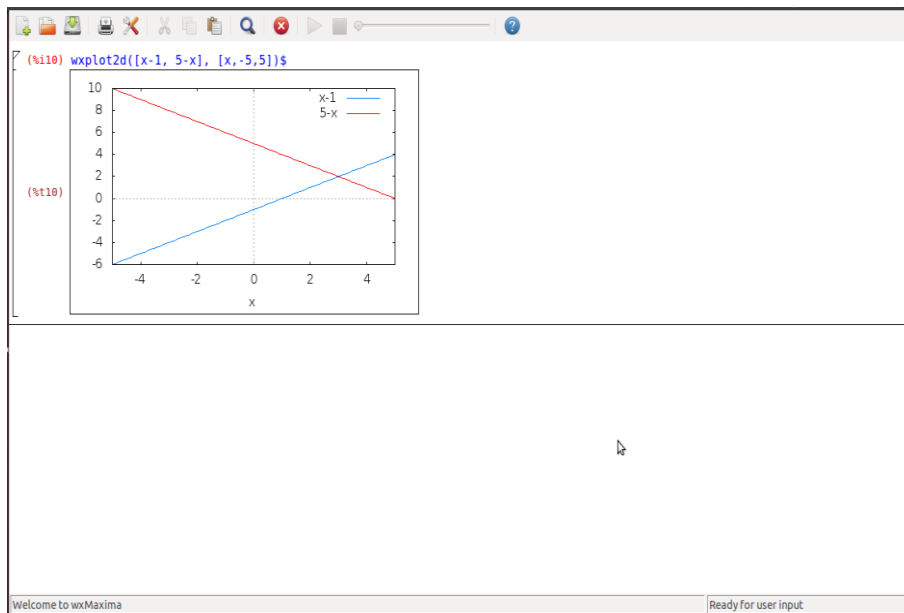 (%i10) wxplot2d([x-1, 5-x], [x,-5,5])$
(%t10)
x-1
5-x
10
8
6
4
2
0
-2
-4
-6
-4 -2 0 2 4
x
Welcome to wxMaxima
Ready for user input